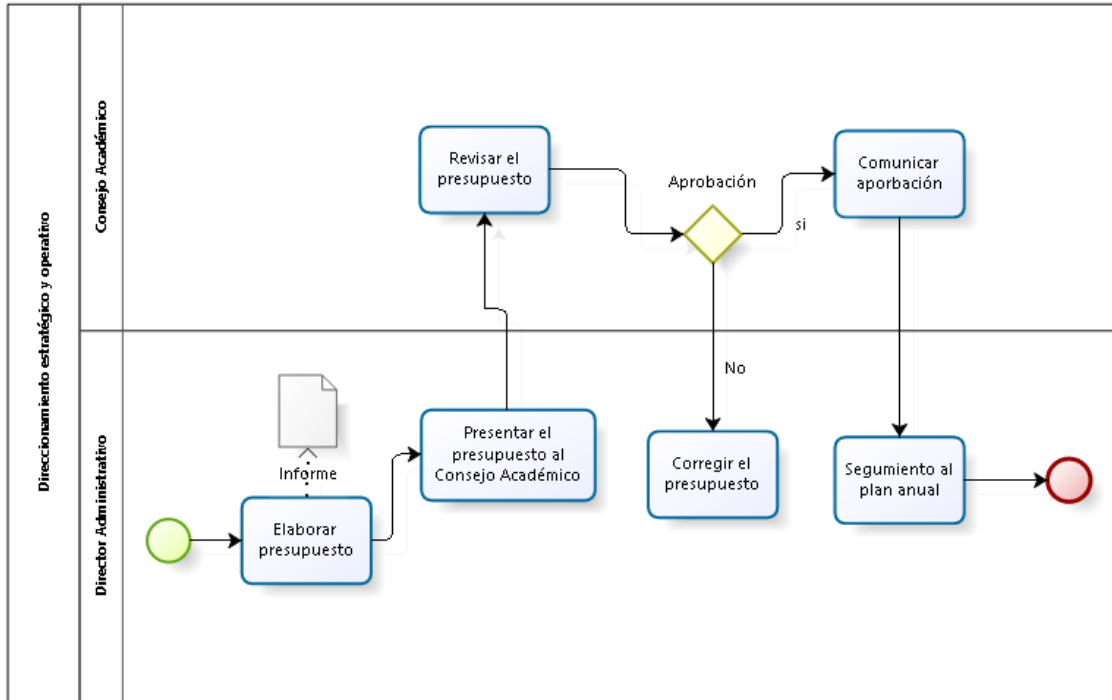 Direccionamiento estratégico y operativo
Consejo Académico
Revisar el
presupuesto
Aprobación
si
Comunicar
aporbación
No
Director Administrativo
Informe
Elaborar
presupuesto
Presentar el
presupuesto al
Consejo Académico
Corregir el
presupuesto
Segumiento al
plan anual